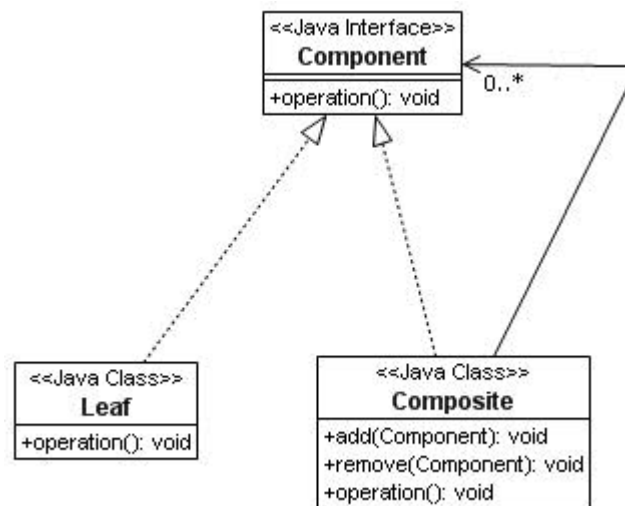 <<Java Interface>>
Component
+operation(): void
0..*
<<Java Class>>
Leaf
+operation(): void
<<Java Class>>
Composite
+add(Component): void
+remove(Component): void
+operation(): void